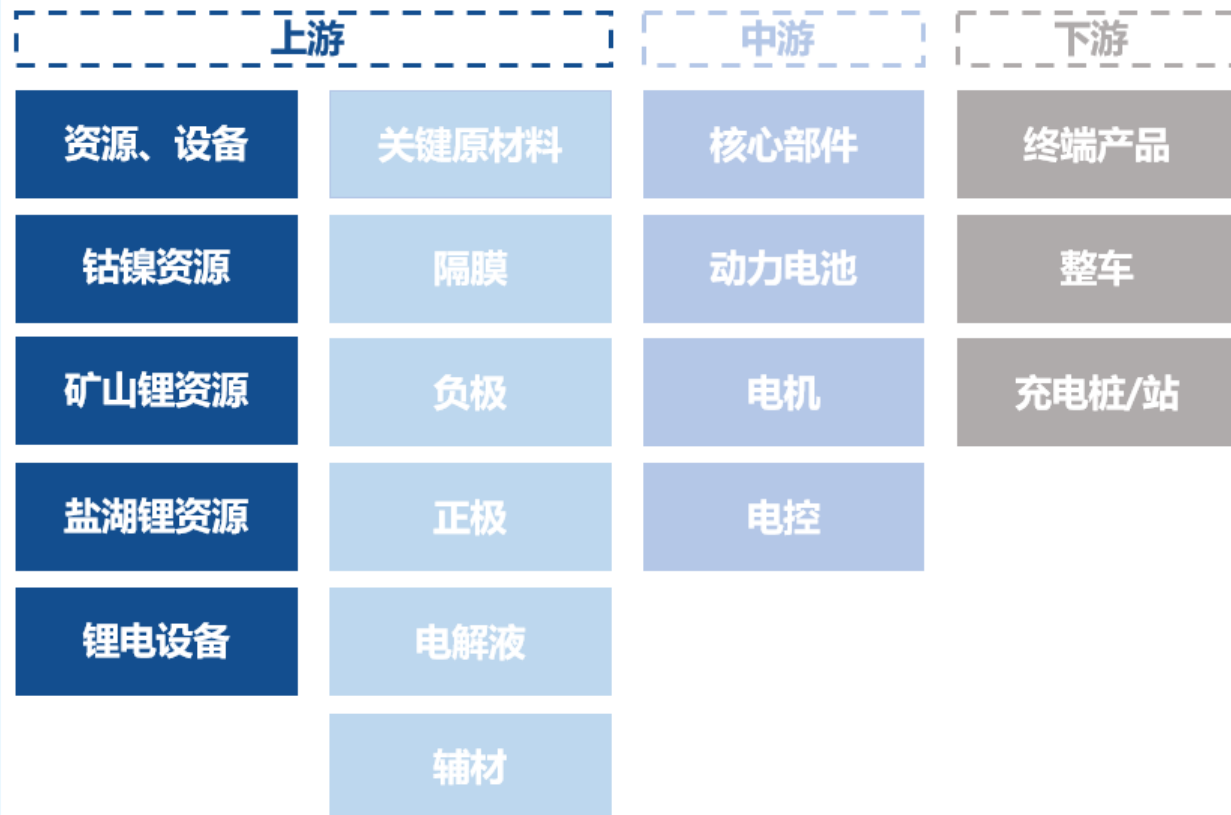 上游
中游
下游
资源、设备
关键原材料
核心部件
终端产品
钴镍资源
隔膜
动力电池
整车
矿山锂资源
负极
电机
充电桩/站
盐湖锂资源
正极
电控
锂电设备
电解液
辅材